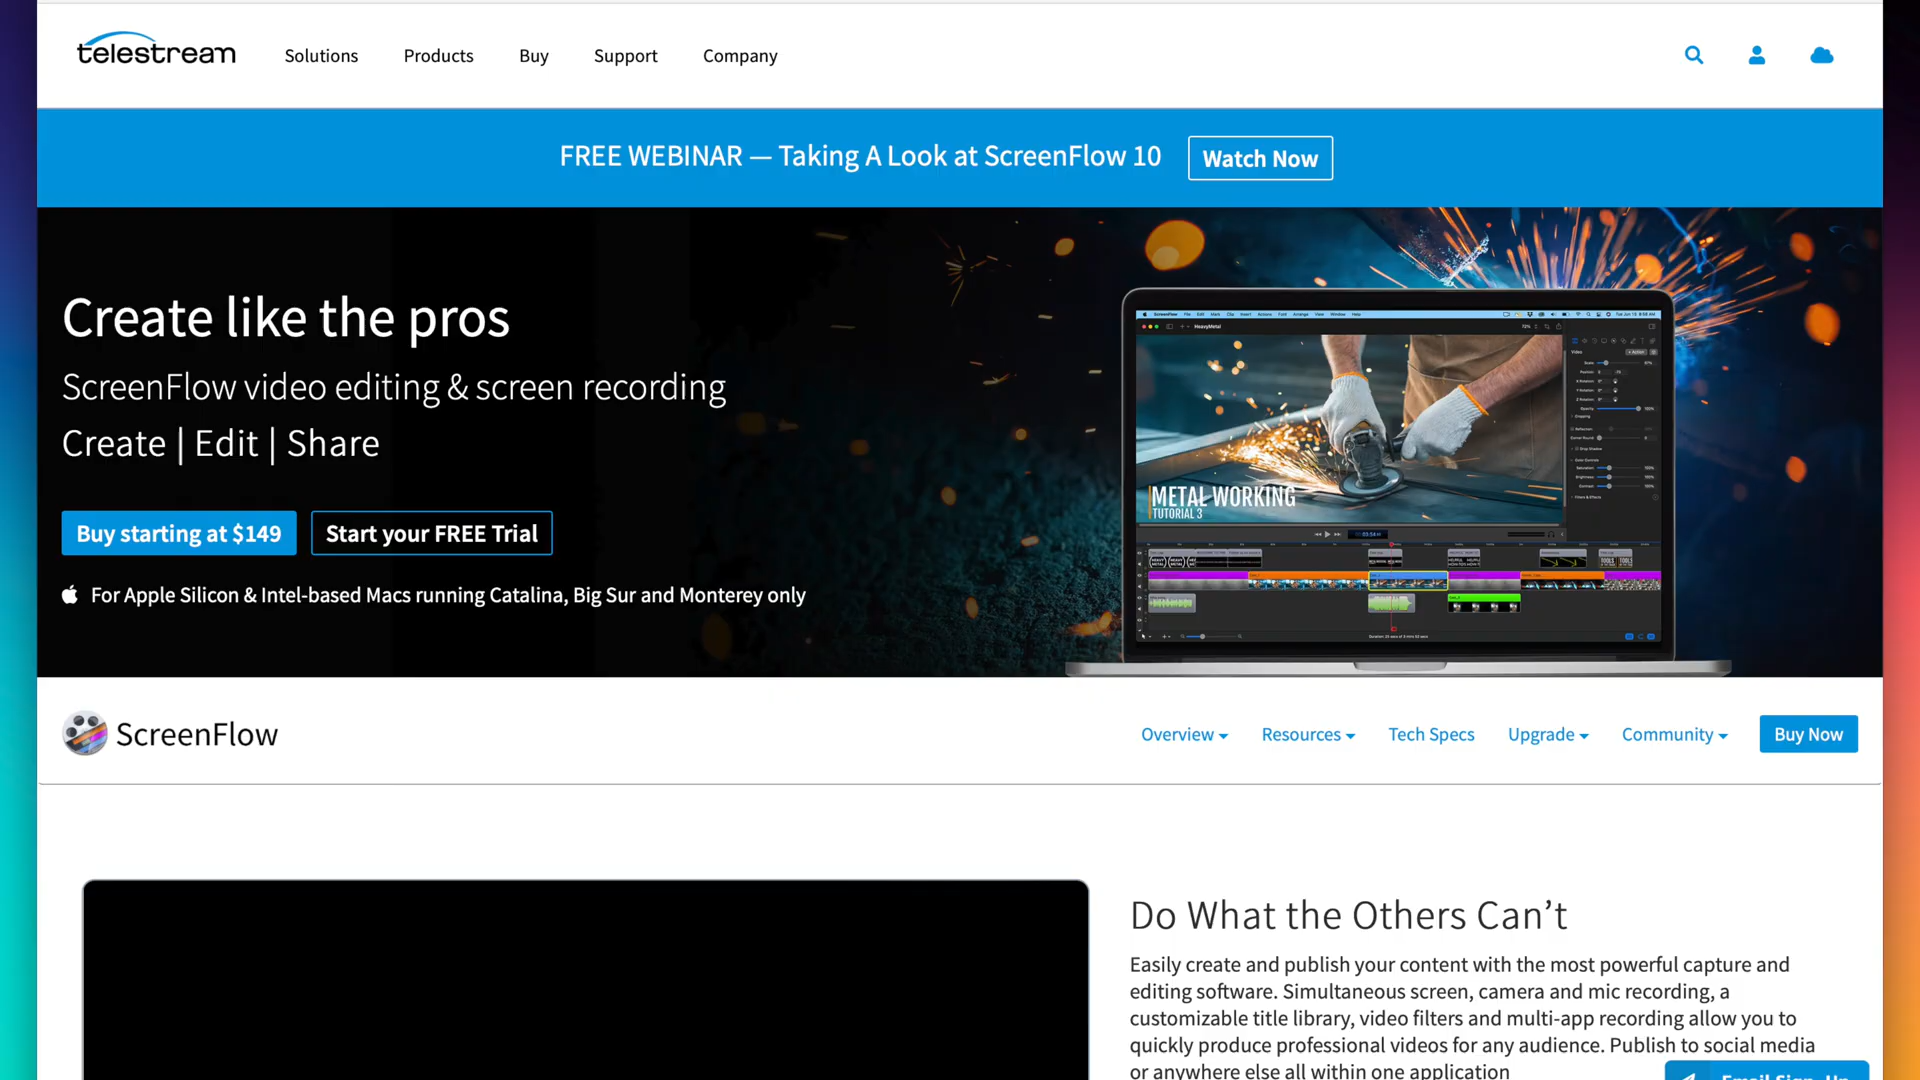 telestream
Solutions
Products
Buy
Support
Company
FREE WEBINAR — Taking A Look at ScreenFlow 10
Watch Now
Create like the pros
ScreenFlow video editing & screen recording
Create | Edit | Share
Buy starting at $149
Start your FREE Trial
For Apple Silicon & Intel-based Macs running Catalina, Big Sur and Monterey only
HeavyMetal
METAL WORKING
TUTORIAL 3
ScreenFlow
Overview
Resources
Tech Specs
Upgrade
Community
Buy Now
Do What the Others Can’t
Easily create and publish your content with the most powerful capture and
editing software. Simultaneous screen, camera and mic recording, a
customizable title library, video filters and multi-app recording allow you to
quickly produce professional videos for any audience. Publish to social media
or anywhere else all within one application
Email Sign-Up